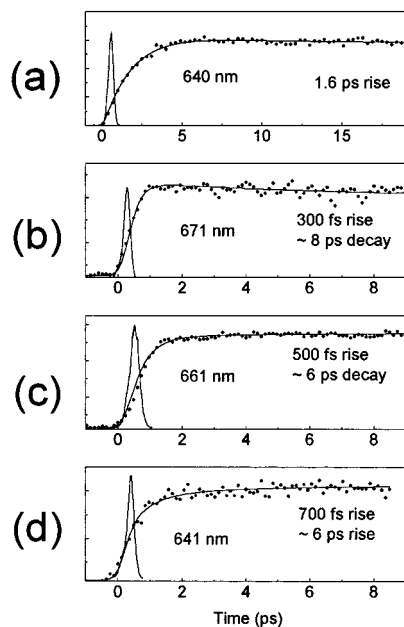 (a)
640 nm
1.6 ps rise
0 5 10 15
(b)
671 nm
300 fs rise
~ 8 ps decay
0 2 4 6 8
(c)
661 nm
500 fs rise
~ 6 ps decay
0 2 4 6 8
(d)
641 nm
700 fs rise
~ 6 ps rise
0 2 4 6 8
Time (ps)